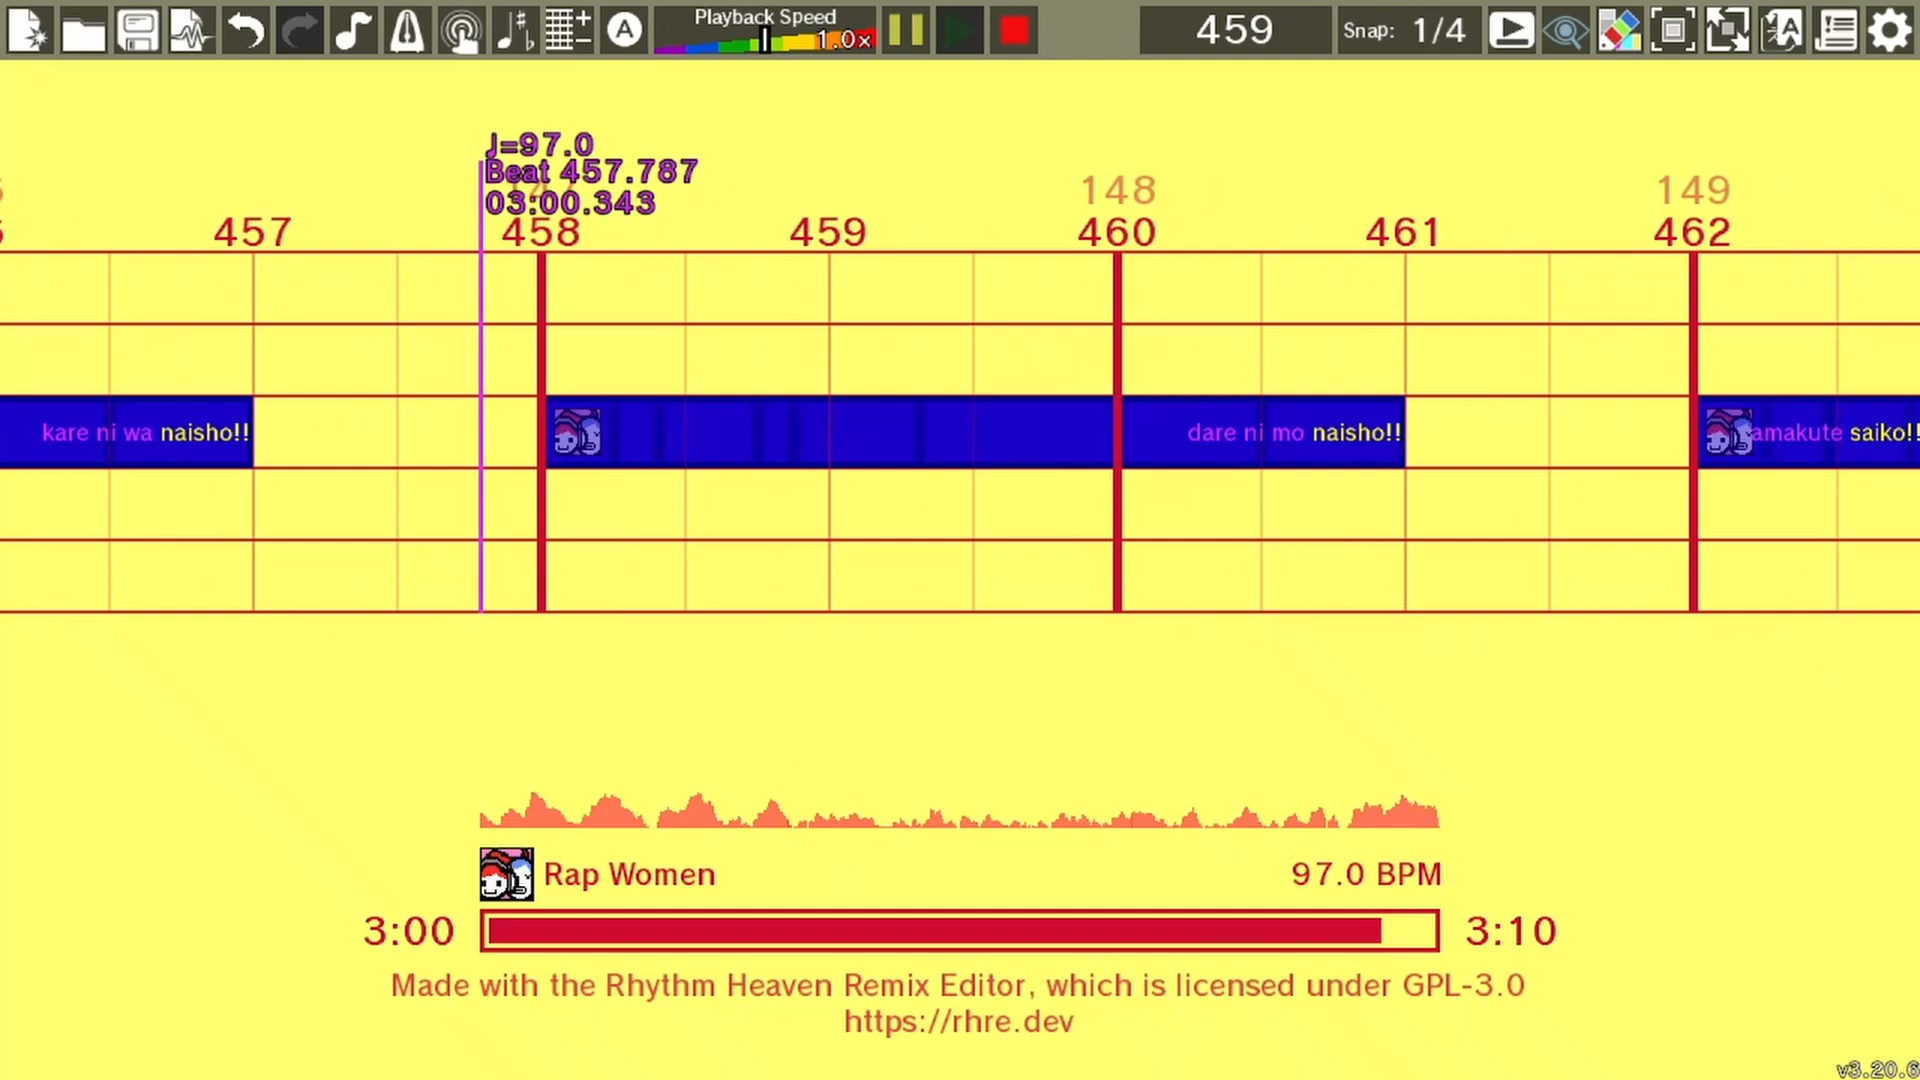 Playback Speed
1.0x
459
Snap: 1/4
A
♩=97.0
Beat 457.787
03:00.343
148
149
457
458
459
460
461
462
kare ni wa naisho!!
dare ni mo naisho!!
amakute saiko!!
Rap Women
97.0 BPM
3:00
3:10
Made with the Rhythm Heaven Remix Editor, which is licensed under GPL-3.0
https://rhre.dev
v3.20.6